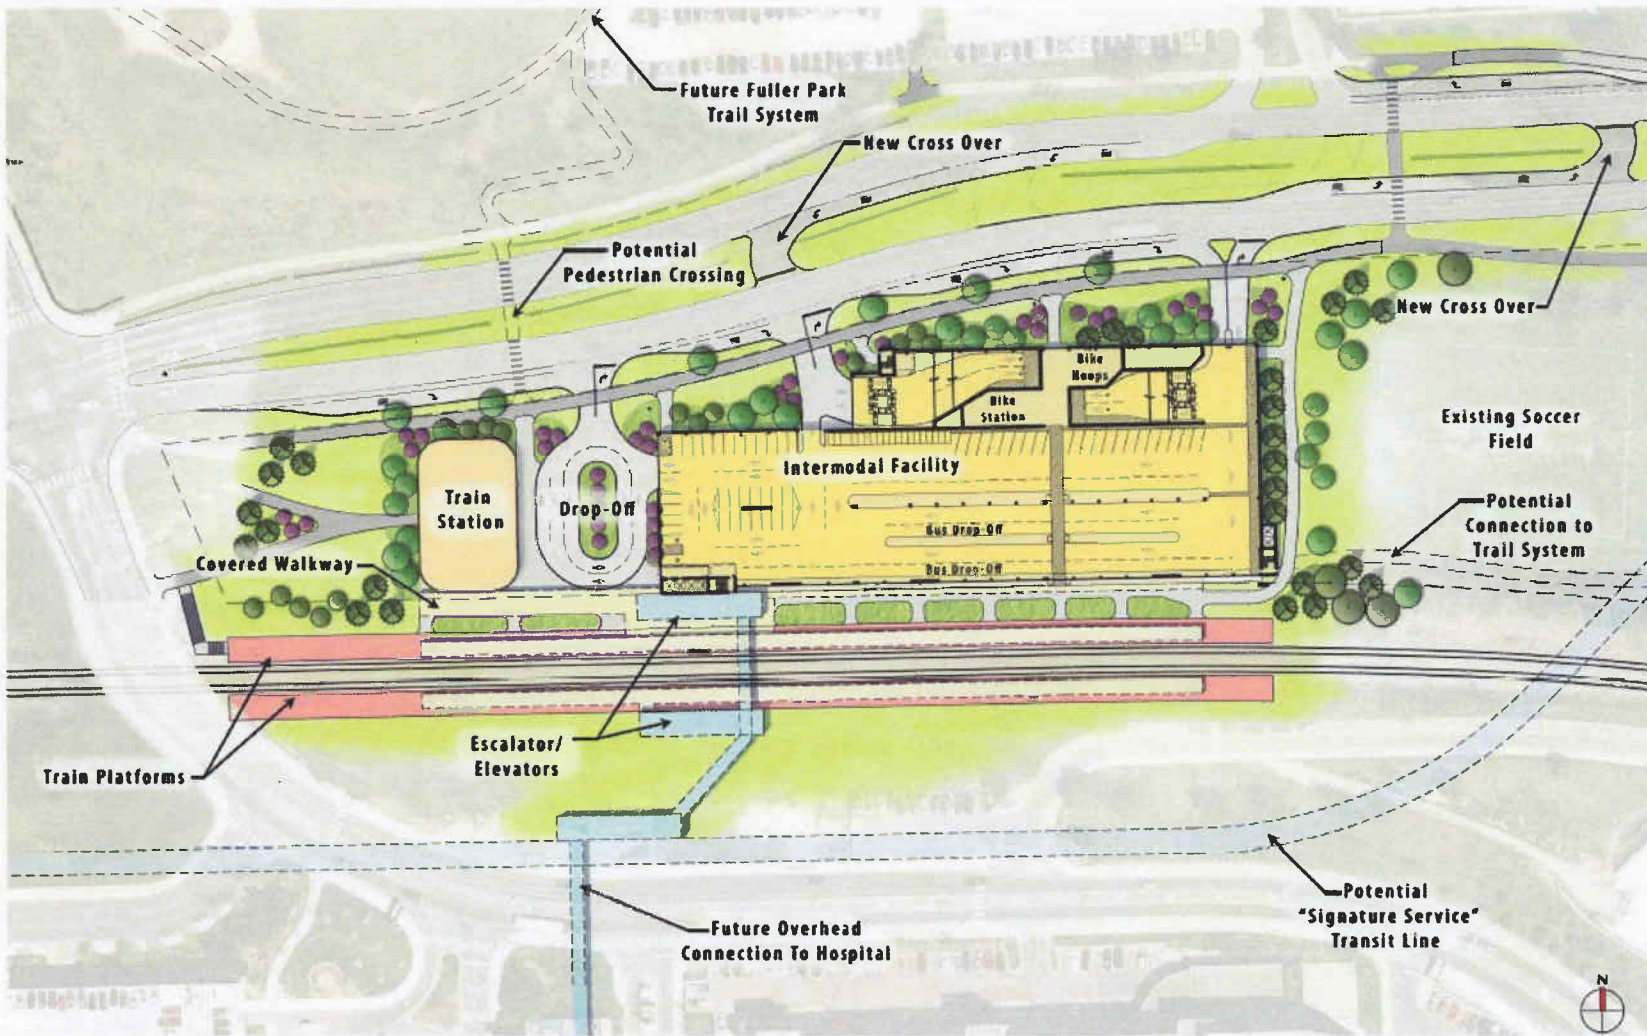 Future Fuller Park
Trail System
New Cross Over
Potential
Pedestrian Crossing
New Cross Over
Bike
Hoops
Bike
Station
Existing Soccer
Field
Intermodal Facility
Train
Station
Drop-Off
Bus Drop-Off
Bus Drop-Off
Potential
Connection to
Trail System
Covered Walkway
Escalator/
Elevators
Train Platforms
Potential
"Signature Service"
Transit Line
Future Overhead
Connection To Hospital
N